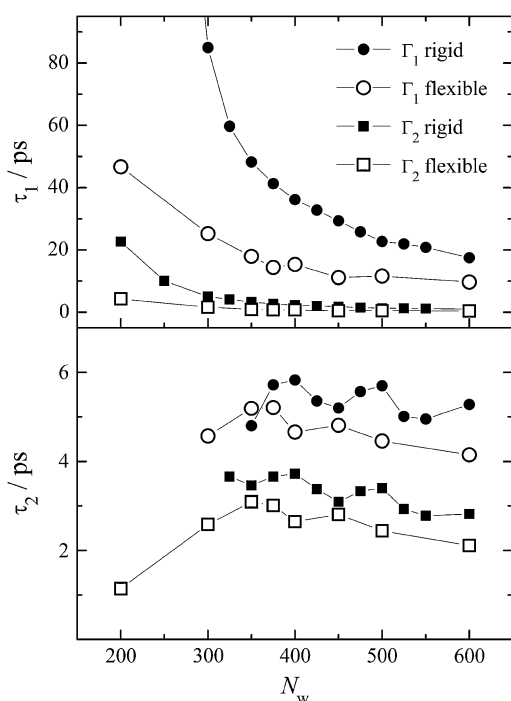 80
60
40
20
0
τ₁ / ps
Γ₁ rigid
Γ₁ flexible
Γ₂ rigid
Γ₂ flexible
6
4
2
τ₂ / ps
200 300 400 500 600
N_w